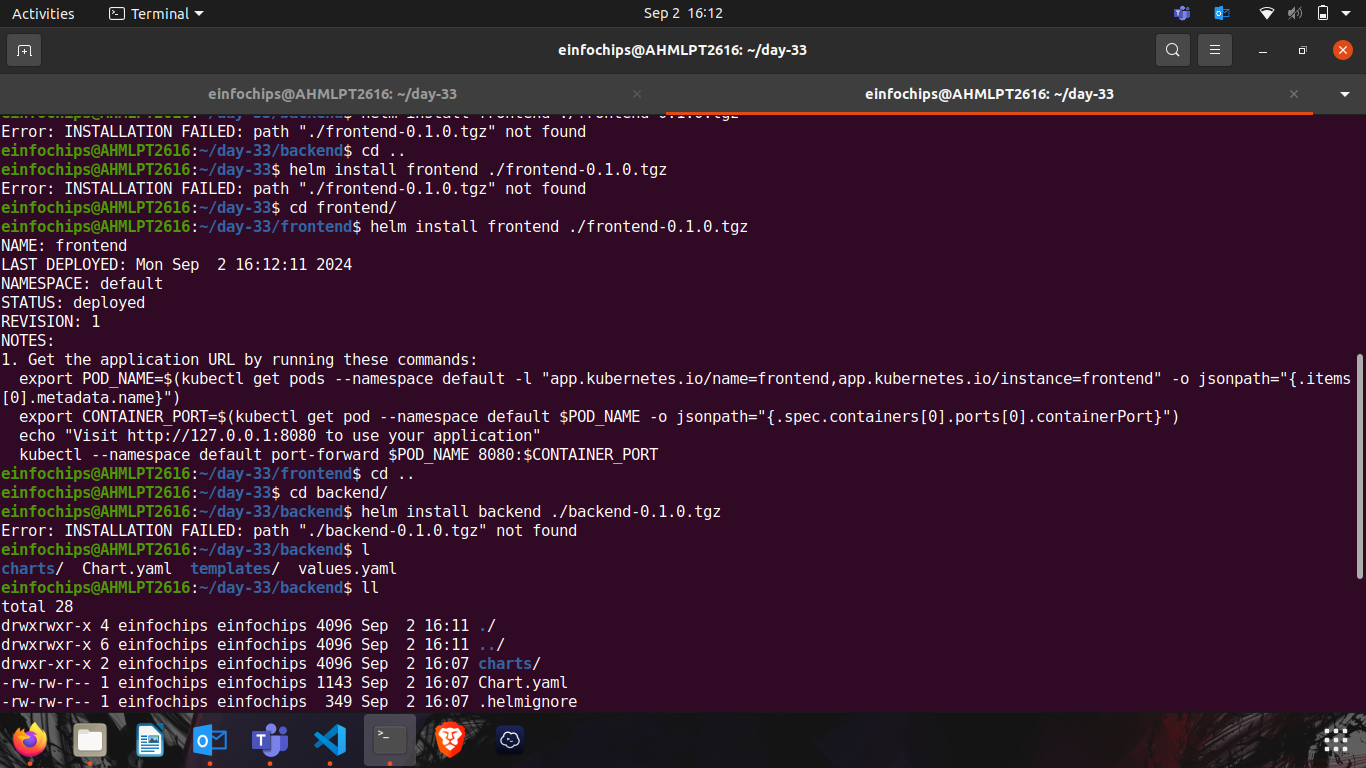 Activities Terminal Sep 2 16:12
einfochips@AHMLPT2616: ~/day-33
einfochips@AHMLPT2616: ~/day-33 einfochips@AHMLPT2616: ~/day-33
einfochips@AHMLPT2616:~/day-33/backend$ helm install frontend ./frontend-0.1.0.tgz
Error: INSTALLATION FAILED: path "./frontend-0.1.0.tgz" not found
einfochips@AHMLPT2616:~/day-33/backend$ cd ..
einfochips@AHMLPT2616:~/day-33$ helm install frontend ./frontend-0.1.0.tgz
Error: INSTALLATION FAILED: path "./frontend-0.1.0.tgz" not found
einfochips@AHMLPT2616:~/day-33$ cd frontend/
einfochips@AHMLPT2616:~/day-33/frontend$ helm install frontend ./frontend-0.1.0.tgz
NAME: frontend
LAST DEPLOYED: Mon Sep  2 16:12:11 2024
NAMESPACE: default
STATUS: deployed
REVISION: 1
NOTES:
1. Get the application URL by running these commands:
  export POD_NAME=$(kubectl get pods --namespace default -l "app.kubernetes.io/name=frontend,app.kubernetes.io/instance=frontend" -o jsonpath="{.items
[0].metadata.name}")
  export CONTAINER_PORT=$(kubectl get pod --namespace default $POD_NAME -o jsonpath="{.spec.containers[0].ports[0].containerPort}")
  echo "Visit http://127.0.0.1:8080 to use your application"
  kubectl --namespace default port-forward $POD_NAME 8080:$CONTAINER_PORT
einfochips@AHMLPT2616:~/day-33/frontend$ cd ..
einfochips@AHMLPT2616:~/day-33$ cd backend/
einfochips@AHMLPT2616:~/day-33/backend$ helm install backend ./backend-0.1.0.tgz
Error: INSTALLATION FAILED: path "./backend-0.1.0.tgz" not found
einfochips@AHMLPT2616:~/day-33/backend$ l
charts/  Chart.yaml  templates/  values.yaml
einfochips@AHMLPT2616:~/day-33/backend$ ll
total 28
drwxrwxr-x 4 einfochips einfochips 4096 Sep  2 16:11 ./
drwxrwxr-x 6 einfochips einfochips 4096 Sep  2 16:11 ../
drwxr-xr-x 2 einfochips einfochips 4096 Sep  2 16:07 charts/
-rw-rw-r-- 1 einfochips einfochips 1143 Sep  2 16:07 Chart.yaml
-rw-rw-r-- 1 einfochips einfochips  349 Sep  2 16:07 .helmignore